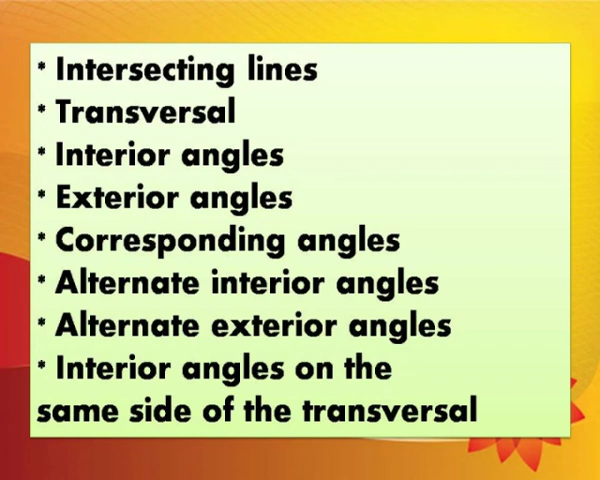 * Intersecting lines
* Transversal
* Interior angles
* Exterior angles
* Corresponding angles
* Alternate interior angles
* Alternate exterior angles
* Interior angles on the
same side of the transversal